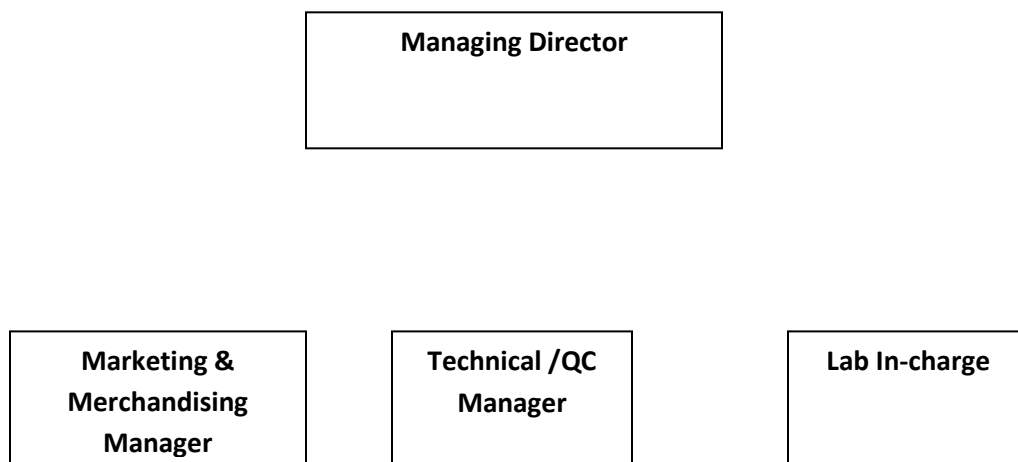 Managing Director
Marketing &
Merchandising
Manager
Technical /QC
Manager
Lab In-charge